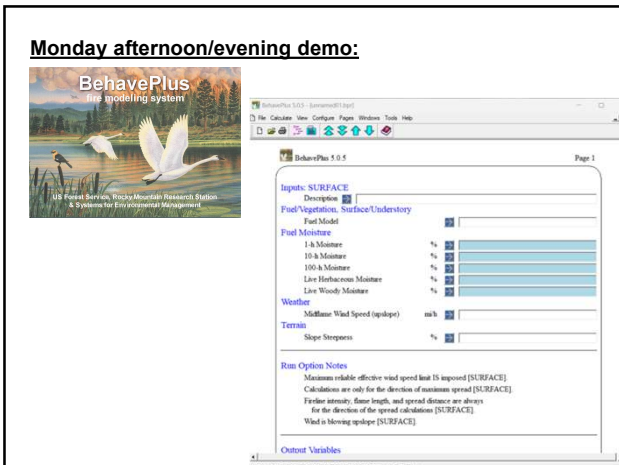 Monday afternoon/evening demo:
BehavePlus
fire modeling system
US Forest Service, Rocky Mountain Research Station
& Systems for Environmental Management
BehavePlus 5.0.5 - [unnamed01.bpr]
File Calculate View Configure Pages Windows Tools Help
BehavePlus 5.0.5 Page 1
Inputs: SURFACE
Description
Fuel/Vegetation, Surface/Understory
Fuel Model
Fuel Moisture
1-h Moisture %
10-h Moisture %
100-h Moisture %
Live Herbaceous Moisture %
Live Woody Moisture %
Weather
Midflame Wind Speed (upslope) mi/h
Terrain
Slope Steepness %
Run Option Notes
Maximum reliable effective wind speed limit IS imposed [SURFACE].
Calculations are only for the direction of maximum spread [SURFACE].
Fireline intensity, flame length, and spread distance are always
for the direction of the spread calculations [SURFACE].
Wind is blowing upslope [SURFACE].
Output Variables